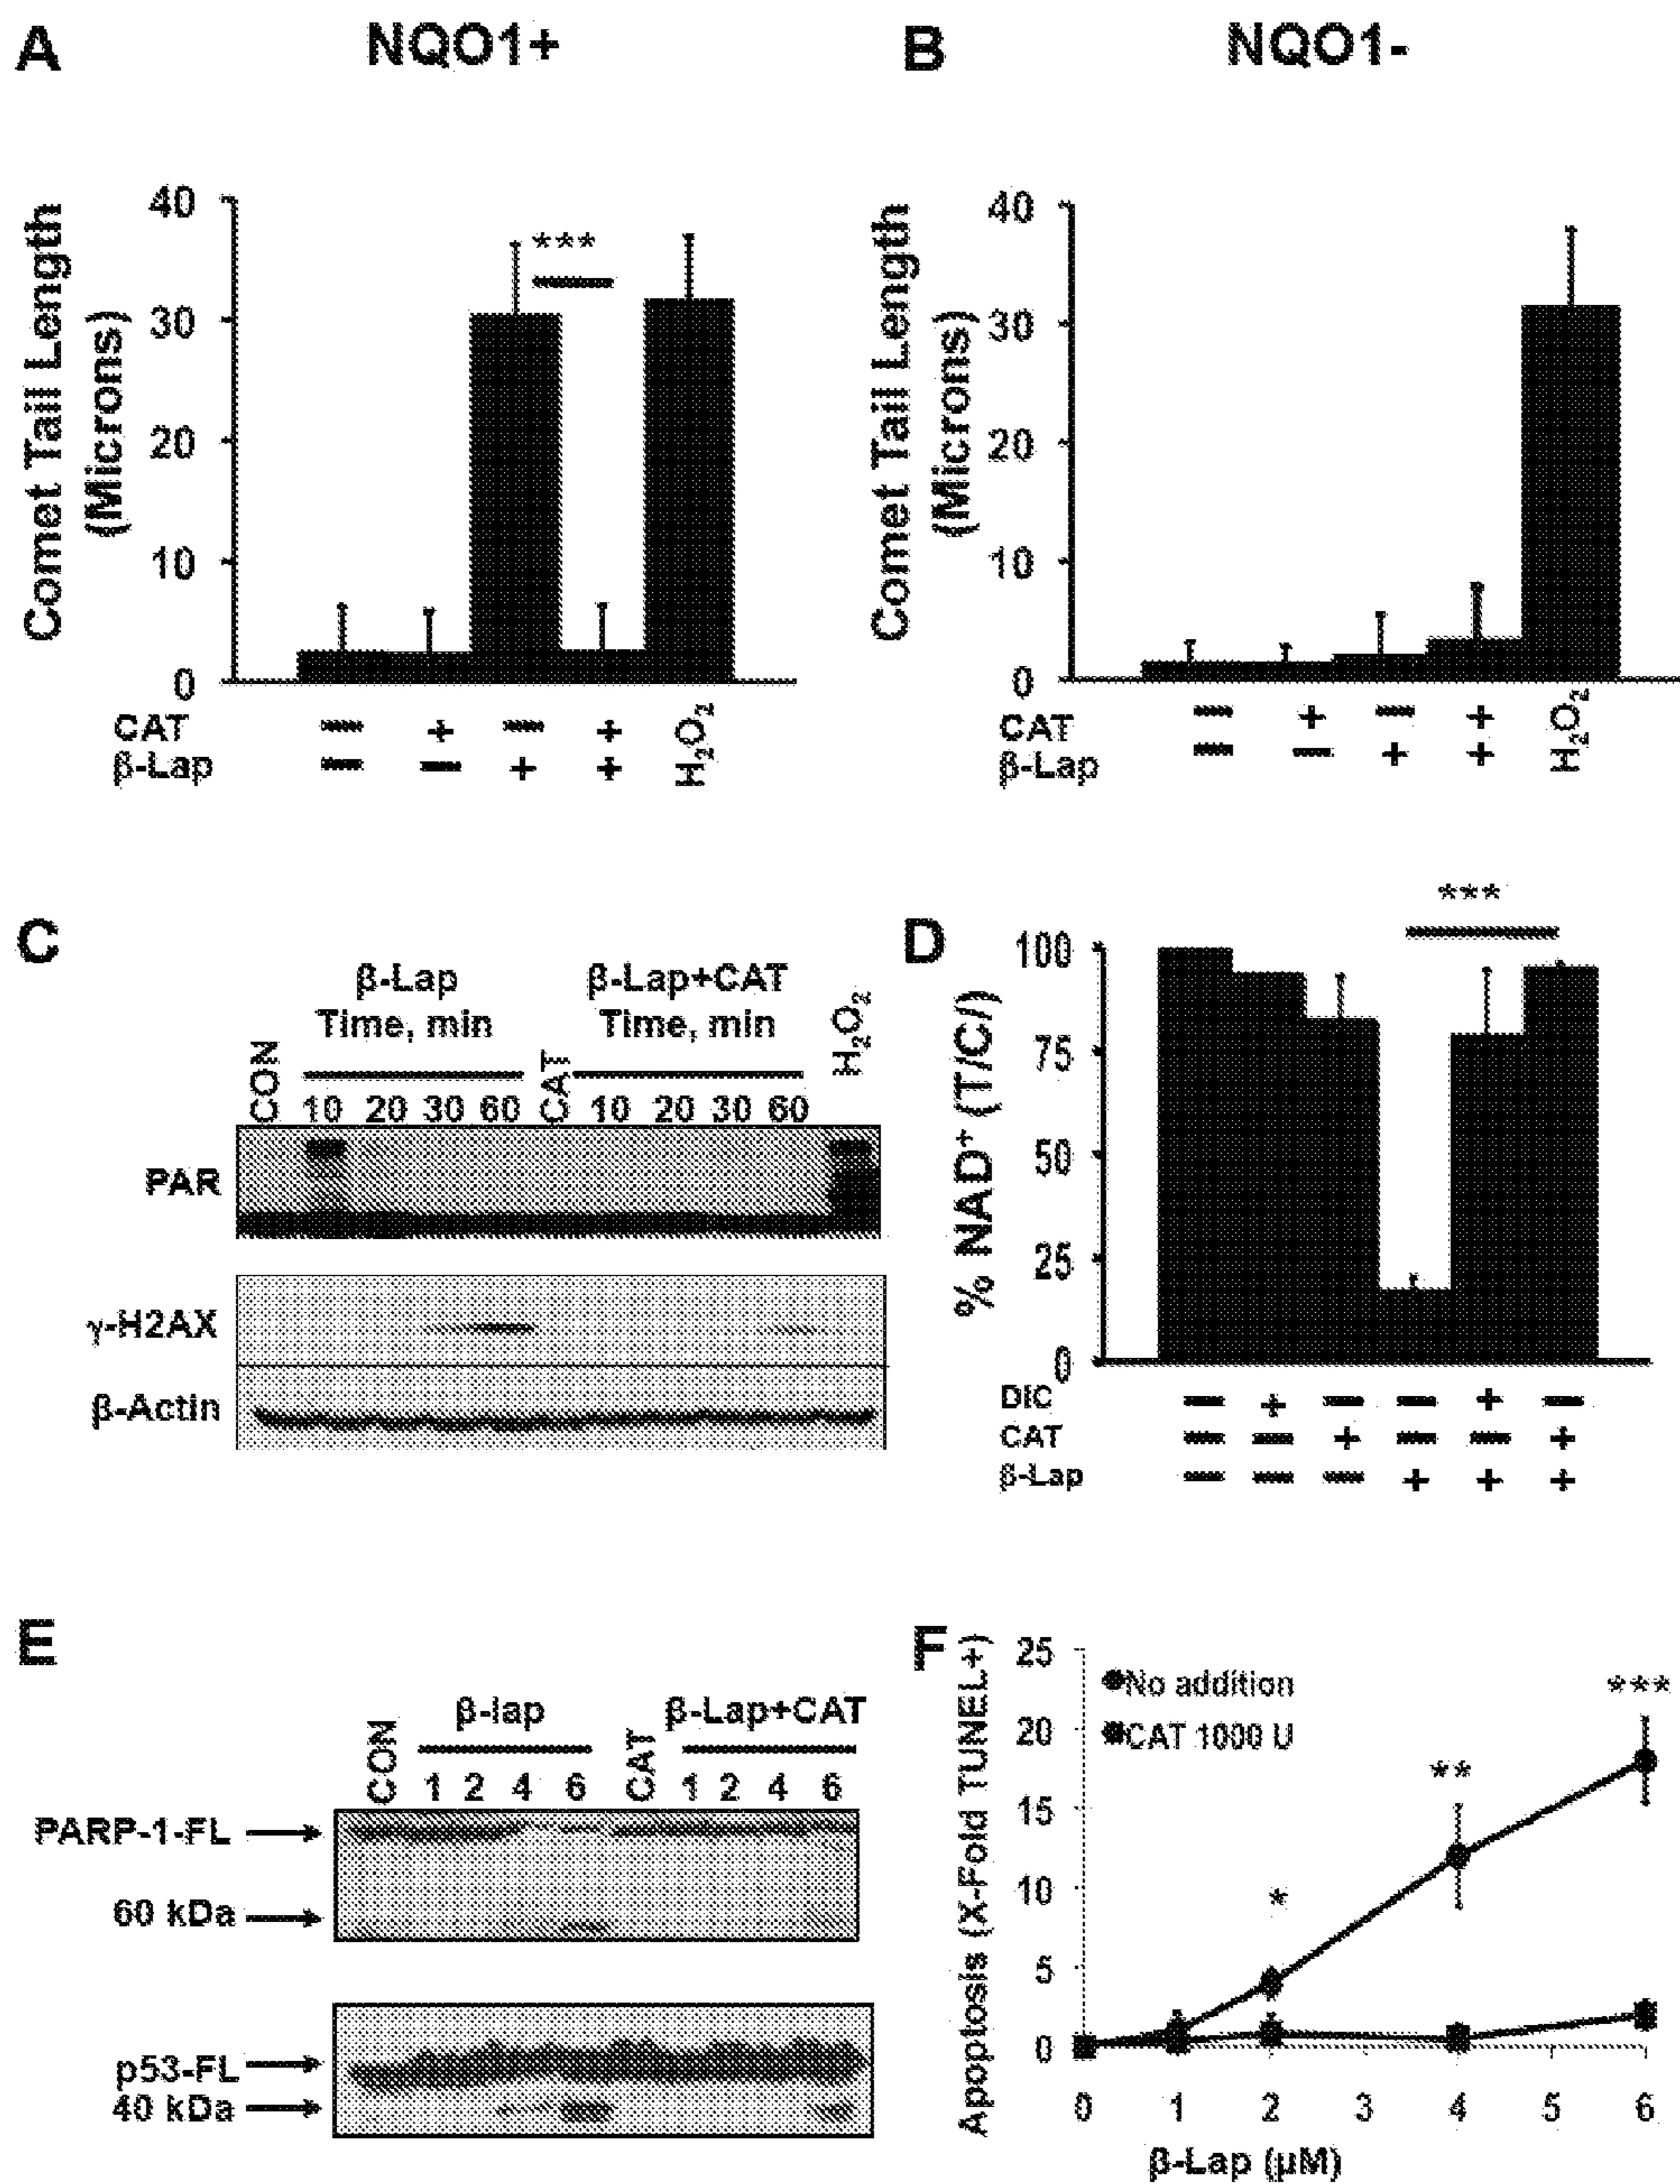 A NQO1+
***
Comet Tail Length
(Microns)
40
30
20
10
0
CAT − + − +
β-Lap − − + +
H₂O₂
B NQO1-
Comet Tail Length
(Microns)
40
30
20
10
0
CAT − + − +
β-Lap − − + +
H₂O₂
C
β-Lap β-Lap+CAT
Time, min Time, min
CON 10 20 30 60 CAT 10 20 30 60 H₂O₂
PAR
γ-H2AX
β-Actin
D
***
% NAD⁺ (T/C/)
100
75
50
25
0
DIC − + − − + −
CAT − − + − − +
β-Lap − − − + + +
E
β-lap β-Lap+CAT
CON 1 2 4 6 CAT 1 2 4 6
PARP-1-FL
60 kDa
p53-FL
40 kDa
F
Apoptosis (X-Fold TUNEL+)
25
20
15
10
5
0
No addition
CAT 1000 U
*
**
***
0 1 2 3 4 5 6
β-Lap (µM)